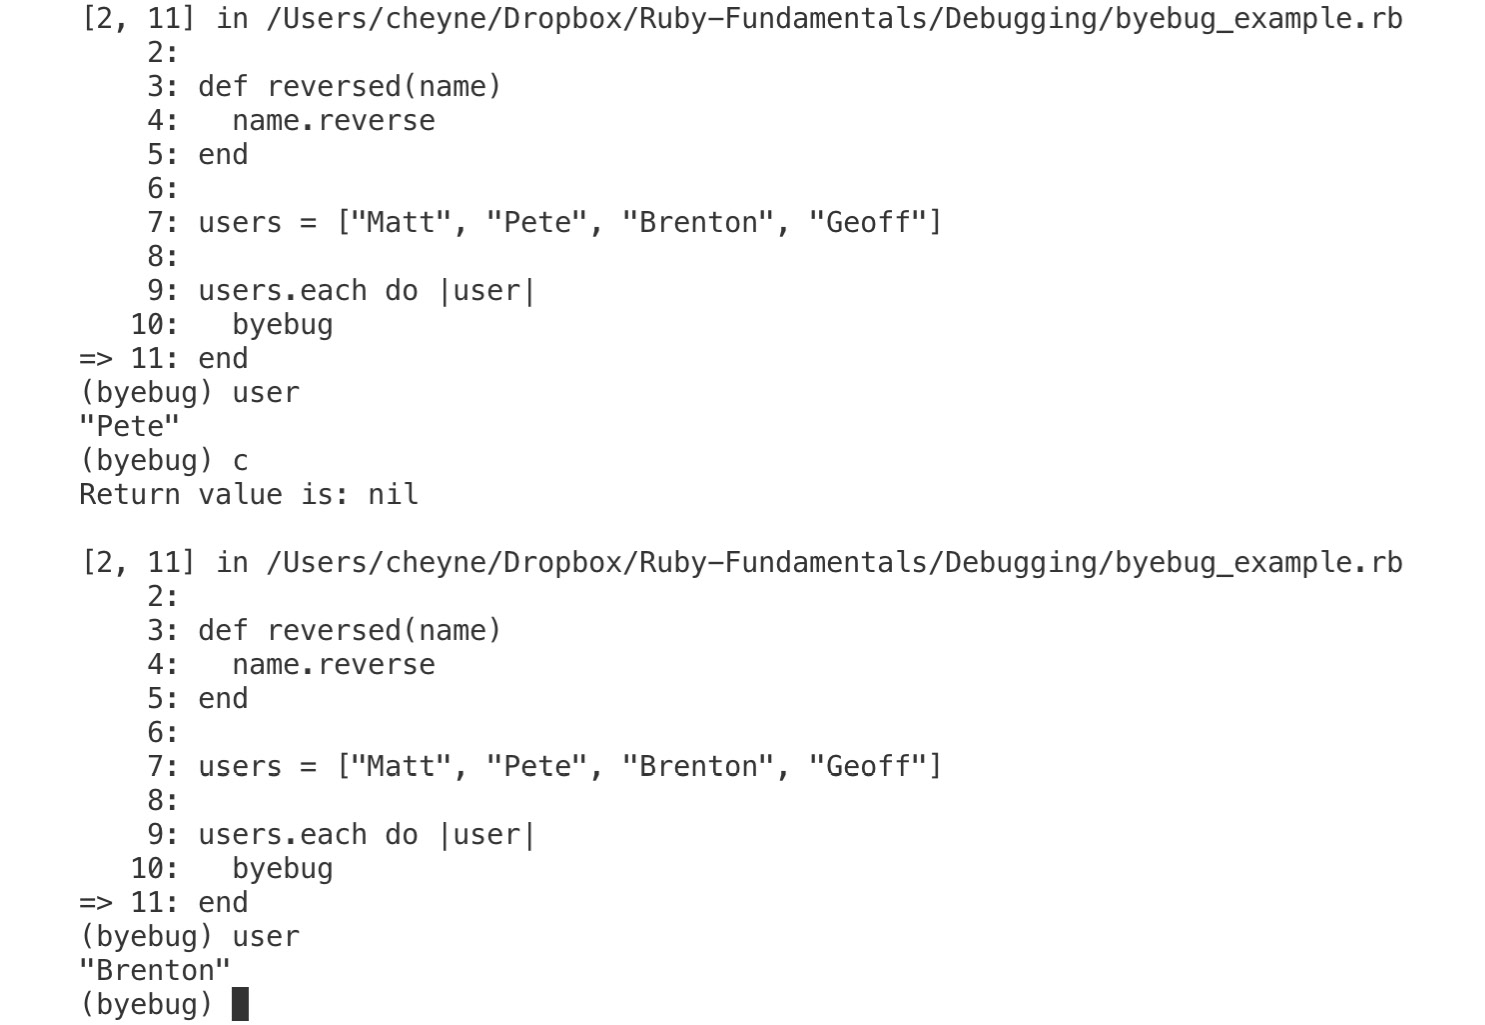 [2, 11] in /Users/cheyne/Dropbox/Ruby-Fundamentals/Debugging/byebug_example.rb
2:
3: def reversed(name)
4:   name.reverse
5: end
6:
7: users = ["Matt", "Pete", "Brenton", "Geoff"]
8:
9: users.each do |user|
10:   byebug
=> 11: end
(byebug) user
"Pete"
(byebug) c
Return value is: nil
[2, 11] in /Users/cheyne/Dropbox/Ruby-Fundamentals/Debugging/byebug_example.rb
2:
3: def reversed(name)
4:   name.reverse
5: end
6:
7: users = ["Matt", "Pete", "Brenton", "Geoff"]
8:
9: users.each do |user|
10:   byebug
=> 11: end
(byebug) user
"Brenton"
(byebug)